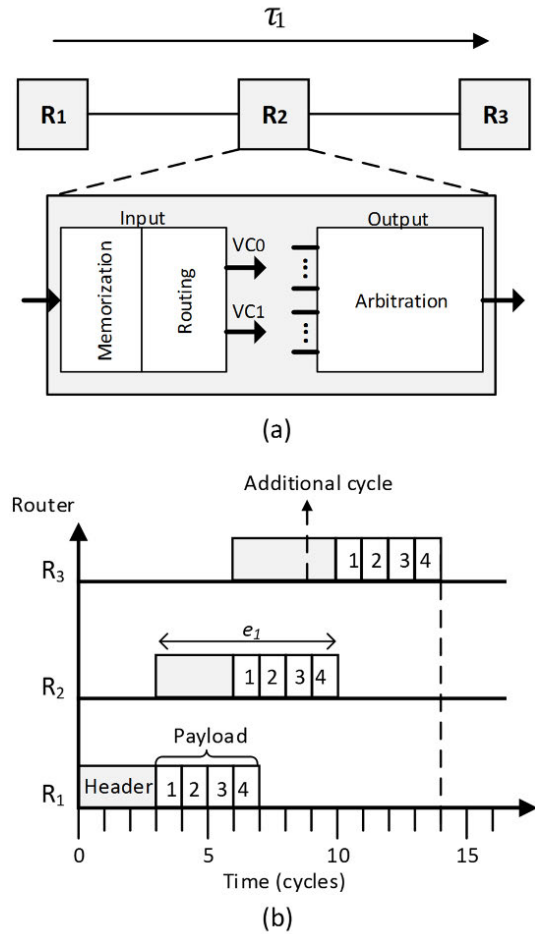 τ1
R1 R2 R3
Input Output
Memorization
Routing
VC0
VC1
Arbitration
(a)
Additional cycle
Router
R3 1 2 3 4
e1
R2 1 2 3 4
Payload
R1 Header 1 2 3 4
0 5 10 15
Time (cycles)
(b)